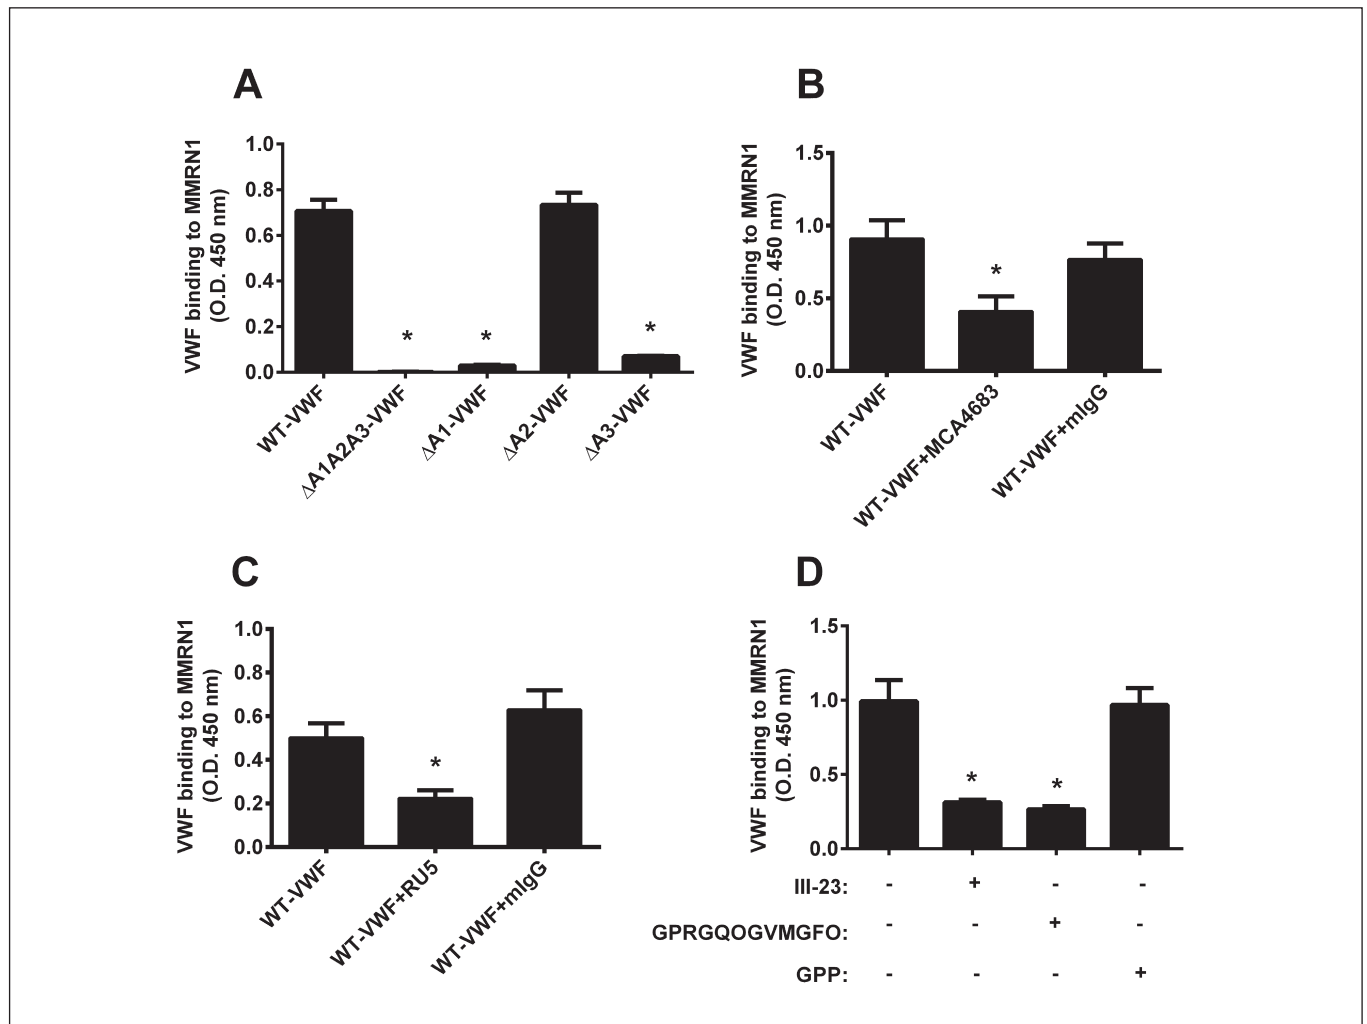 A
VWF binding to MMRN1
(O.D. 450 nm)
1.0
0.8
0.6
0.4
0.2
0.0
* * *
WT-VWF
ΔA1A2A3-VWF
ΔA1-VWF
ΔA2-VWF
ΔA3-VWF
B
VWF binding to MMRN1
(O.D. 450 nm)
1.5
1.0
0.5
0.0
*
WT-VWF
WT-VWF+MCA4683
WT-VWF+mIgG
C
VWF binding to MMRN1
(O.D. 450 nm)
1.0
0.8
0.6
0.4
0.2
0.0
*
WT-VWF
WT-VWF+RU5
WT-VWF+mIgG
D
VWF binding to MMRN1
(O.D. 450 nm)
1.5
1.0
0.5
0.0
* *
III-23: - + - -
GPRGQOGVMGFO: - - + -
GPP: - - - +